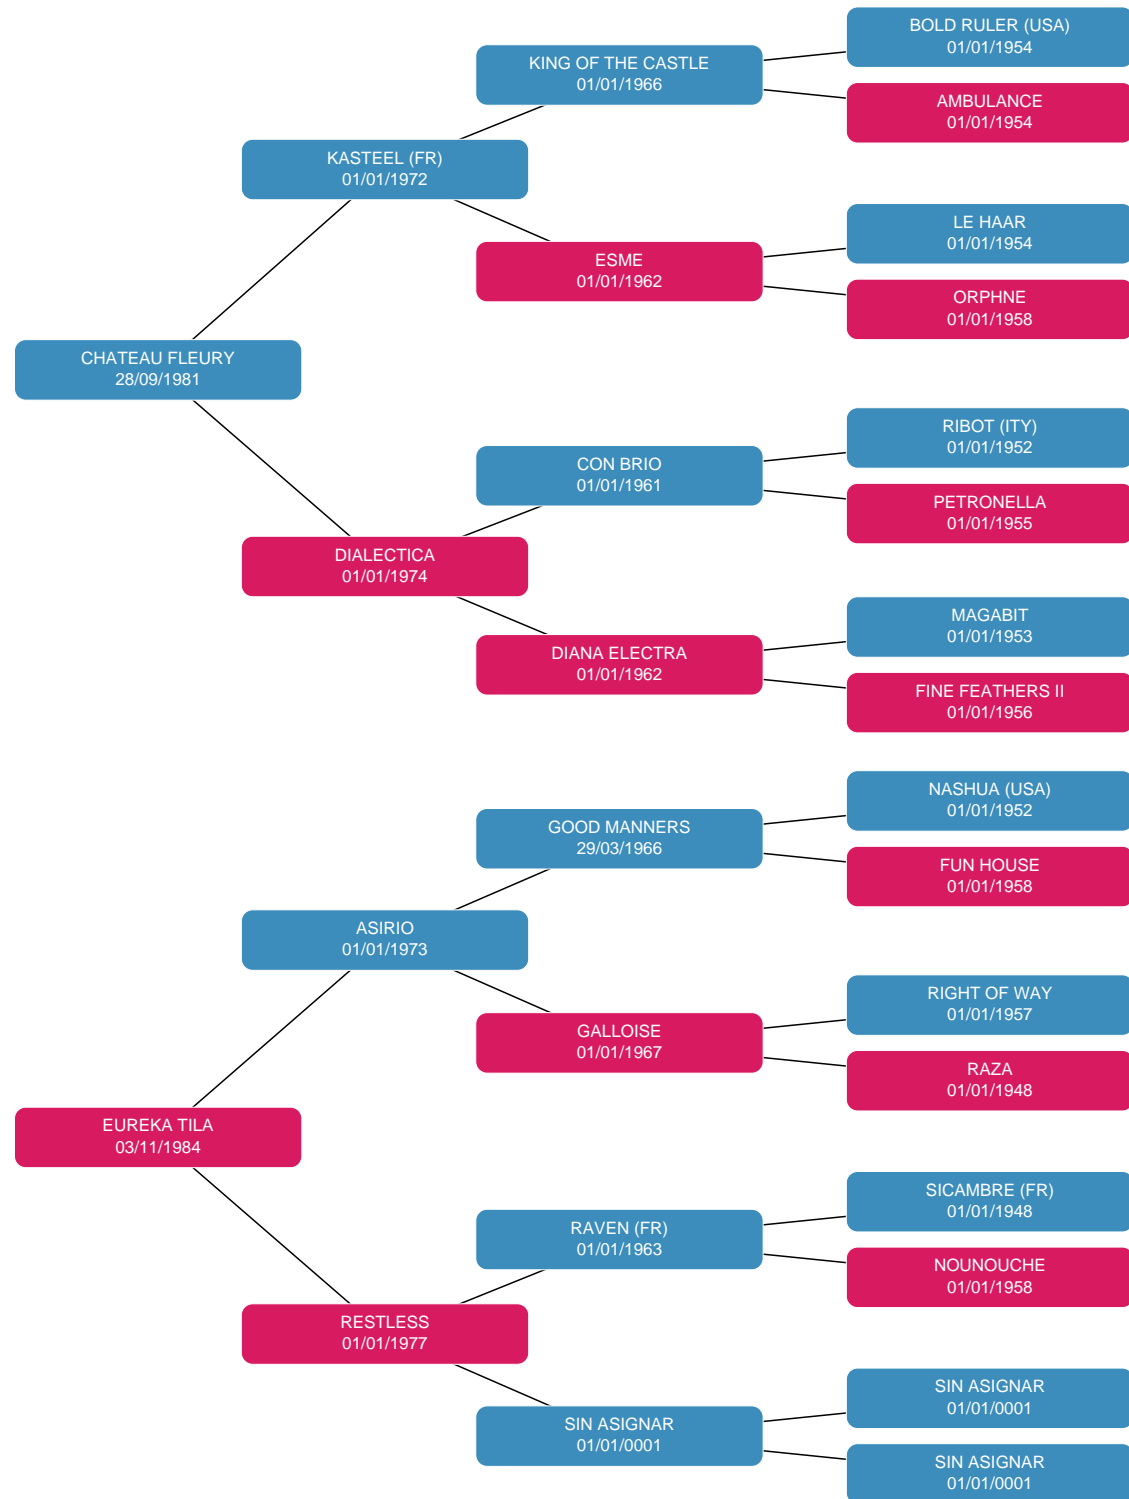 BOLD RULER (USA)
01/01/1954
KING OF THE CASTLE
01/01/1966
AMBULANCE
01/01/1954
KASTEEL (FR)
01/01/1972
LE HAAR
01/01/1954
ESME
01/01/1962
ORPHNE
01/01/1958
CHATEAU FLEURY
28/09/1981
RIBOT (ITY)
01/01/1952
CON BRIO
01/01/1961
PETRONELLA
01/01/1955
DIALECTICA
01/01/1974
MAGABIT
01/01/1953
DIANA ELECTRA
01/01/1962
FINE FEATHERS II
01/01/1956
NASHUA (USA)
01/01/1952
GOOD MANNERS
29/03/1966
FUN HOUSE
01/01/1958
ASIRIO
01/01/1973
RIGHT OF WAY
01/01/1957
GALLOISE
01/01/1967
RAZA
01/01/1948
EUREKA TILA
03/11/1984
SICAMBRE (FR)
01/01/1948
RAVEN (FR)
01/01/1963
NOUNOUCHE
01/01/1958
RESTLESS
01/01/1977
SIN ASIGNAR
01/01/0001
SIN ASIGNAR
01/01/0001
SIN ASIGNAR
01/01/0001